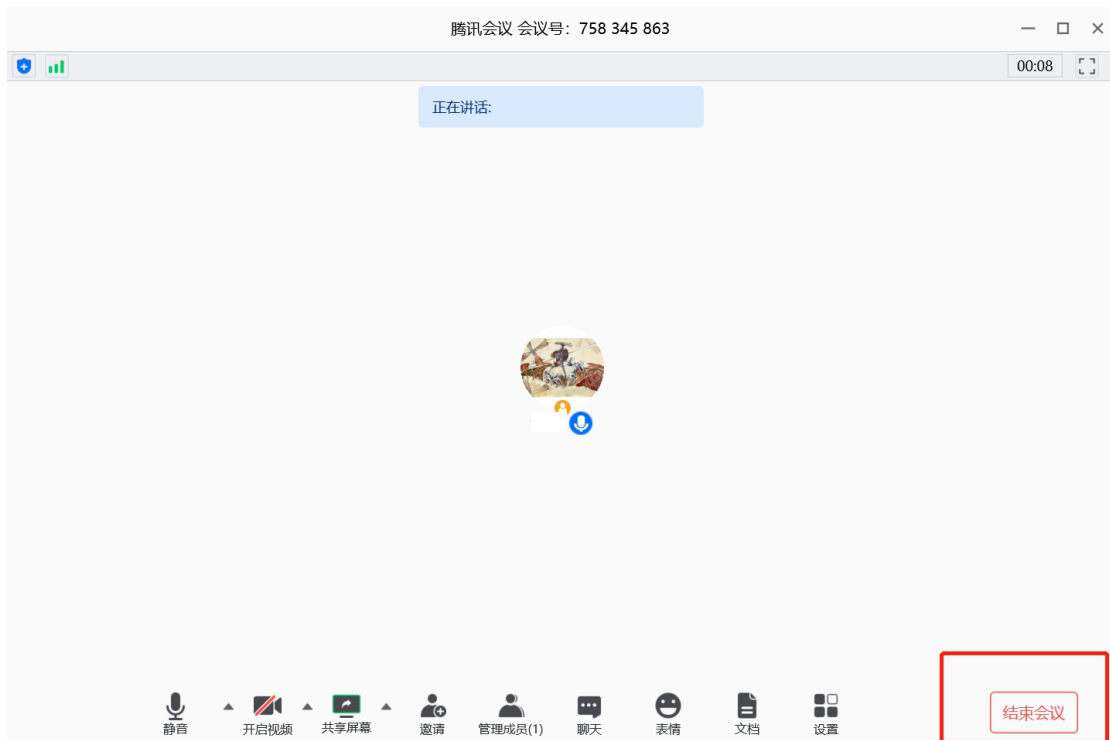 腾讯会议 会议号：758 345 863
00:08
正在讲话:
静音
开启视频
共享屏幕
邀请
管理成员(1)
聊天
表情
文档
设置
结束会议